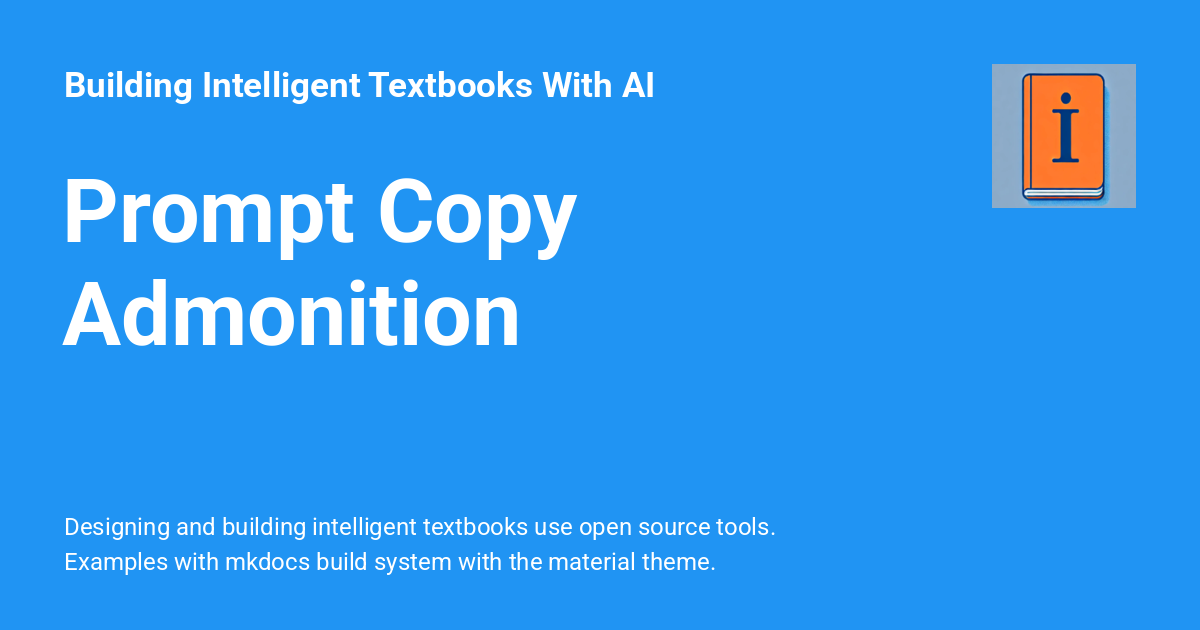 Building Intelligent Textbooks With AI
Prompt Copy
Admonition
i
Designing and building intelligent textbooks use open source tools.
Examples with mkdocs build system with the material theme.